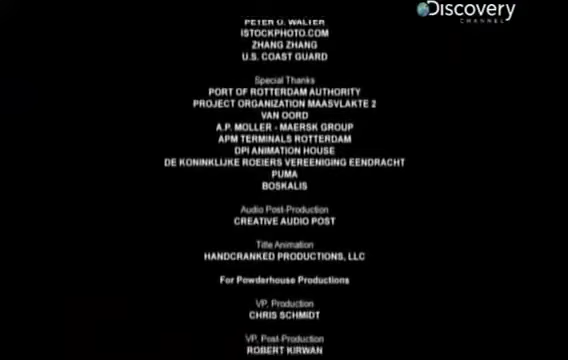 Discovery
CHANNEL
PETER O. WALTER
ISTOCKPHOTO.COM
ZHANG ZHANG
U.S. COAST GUARD
Special Thanks
PORT OF ROTTERDAM AUTHORITY
PROJECT ORGANIZATION MAASVLAKTE 2
VAN OORD
A.P. MOLLER - MAERSK GROUP
APM TERMINALS ROTTERDAM
DPI ANIMATION HOUSE
DE KONINKLIJKE ROEIERS VEREENIGING EENDRACHT
PUMA
BOSKALIS
Audio Post-Production
CREATIVE AUDIO POST
Title Animation
HANDCRANKED PRODUCTIONS, LLC
For Powderhouse Productions
VP, Production
CHRIS SCHMIDT
VP, Post-Production
ROBERT KIRWAN